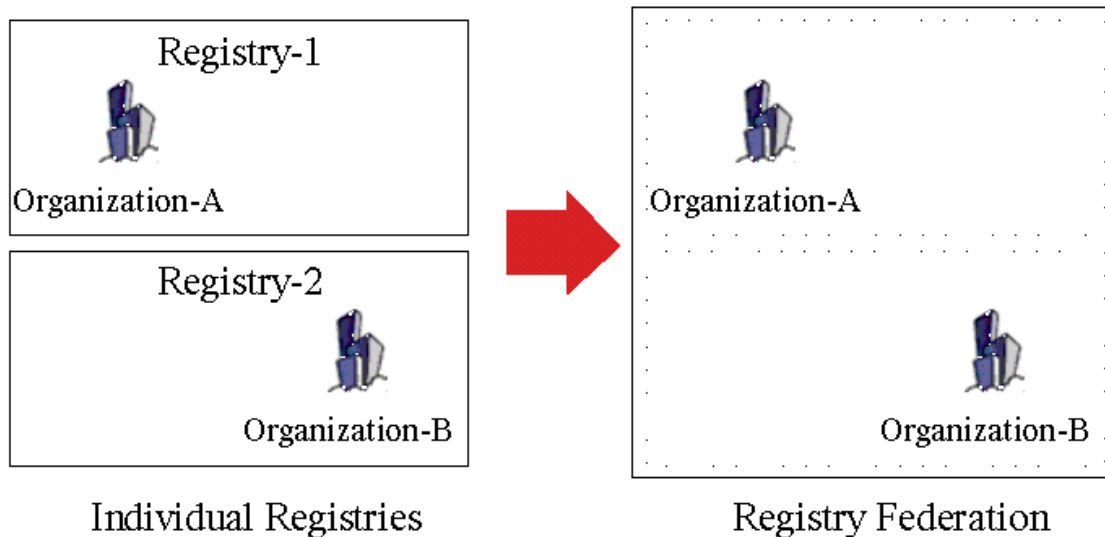 Registry-1
Organization-A
Registry-2
Organization-B
Individual Registries
Organization-A
Organization-B
Registry Federation